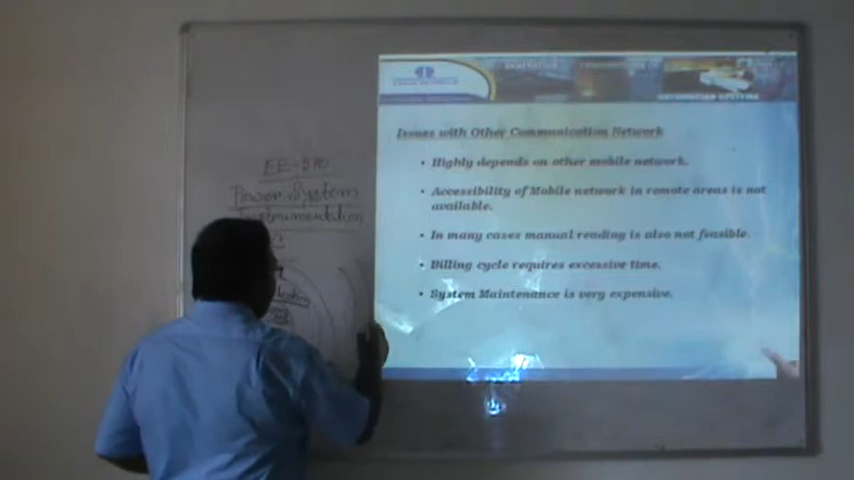 EE-570
Power System
Instrumentation
Issues with Other Communication Network
• Highly depends on other mobile network.
• Accessibility of Mobile network in remote areas is not
available.
• In many cases manual reading is also not feasible.
• Billing cycle requires excessive time.
• System Maintenance is very expensive.